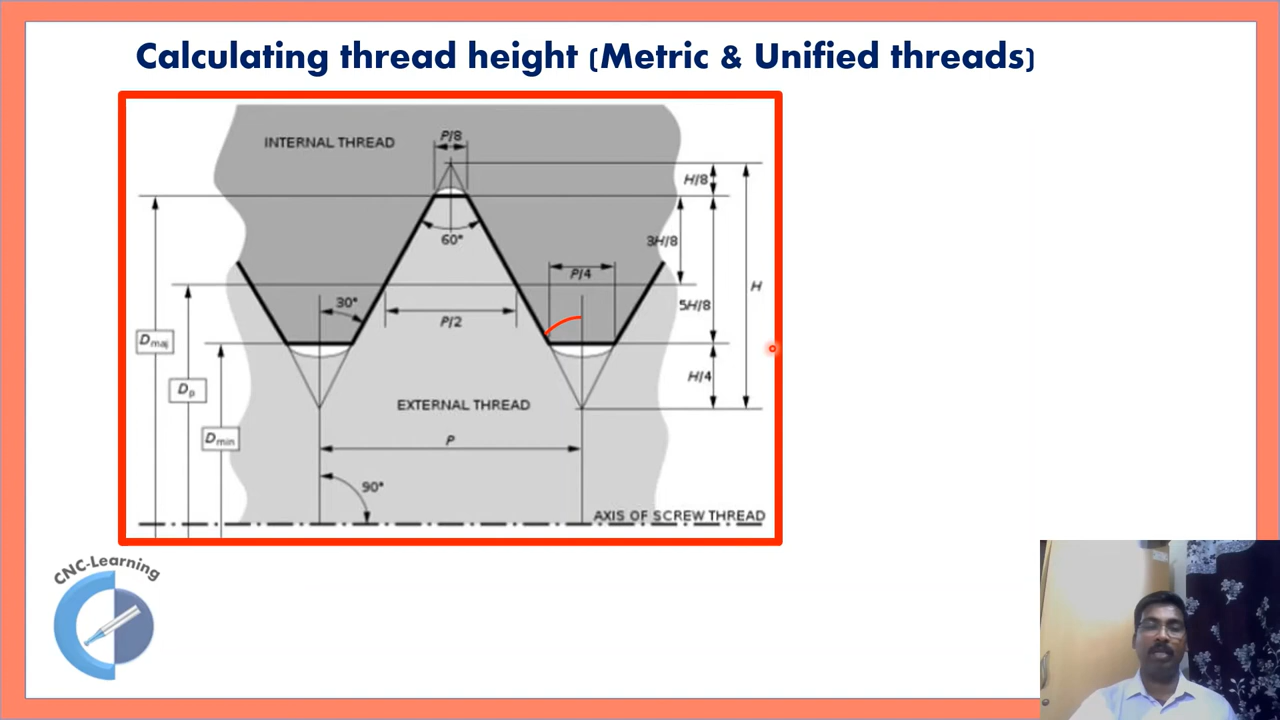 Calculating thread height (Metric & Unified threads)
INTERNAL THREAD
P/8
H/8
60°
3H/8
P/4
H
30°
P/2
5H/8
Dmaj
Dp
H/4
EXTERNAL THREAD
Dmin
P
90°
AXIS OF SCREW THREAD
CNC-Learning